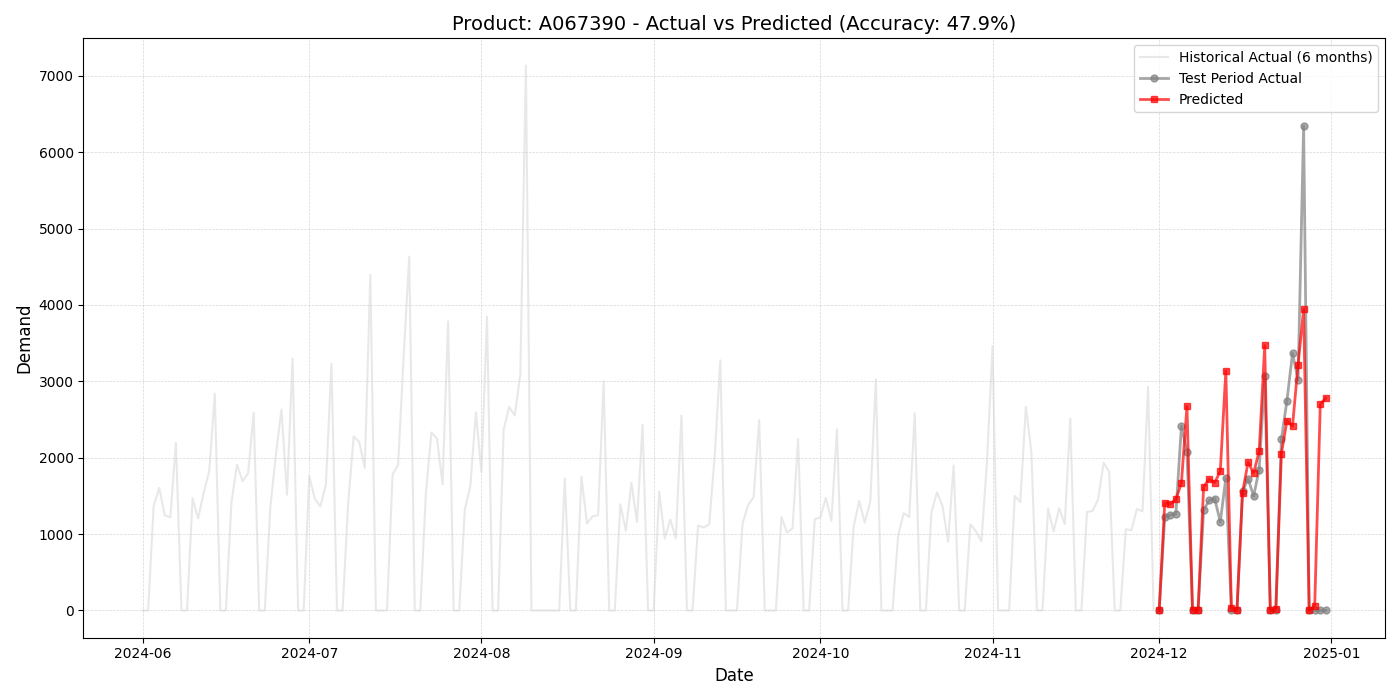 Product: A067390 - Actual vs Predicted (Accuracy: 47.9%)
Historical Actual (6 months)
Test Period Actual
Predicted
Demand
7000
6000
5000
4000
3000
2000
1000
0
2024-06
2024-07
2024-08
2024-09
2024-10
2024-11
2024-12
2025-01
Date